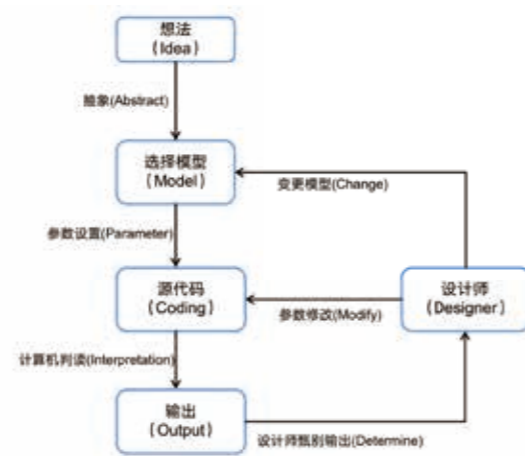 想法
(Idea)
抽象(Abstract)
选择模型
(Model)
变更模型(Change)
参数设置(Parameter)
源代码
(Coding)
参数修改(Modify)
设计师
(Designer)
计算机判读(Interpretation)
输出
(Output)
设计师甄别输出(Determine)